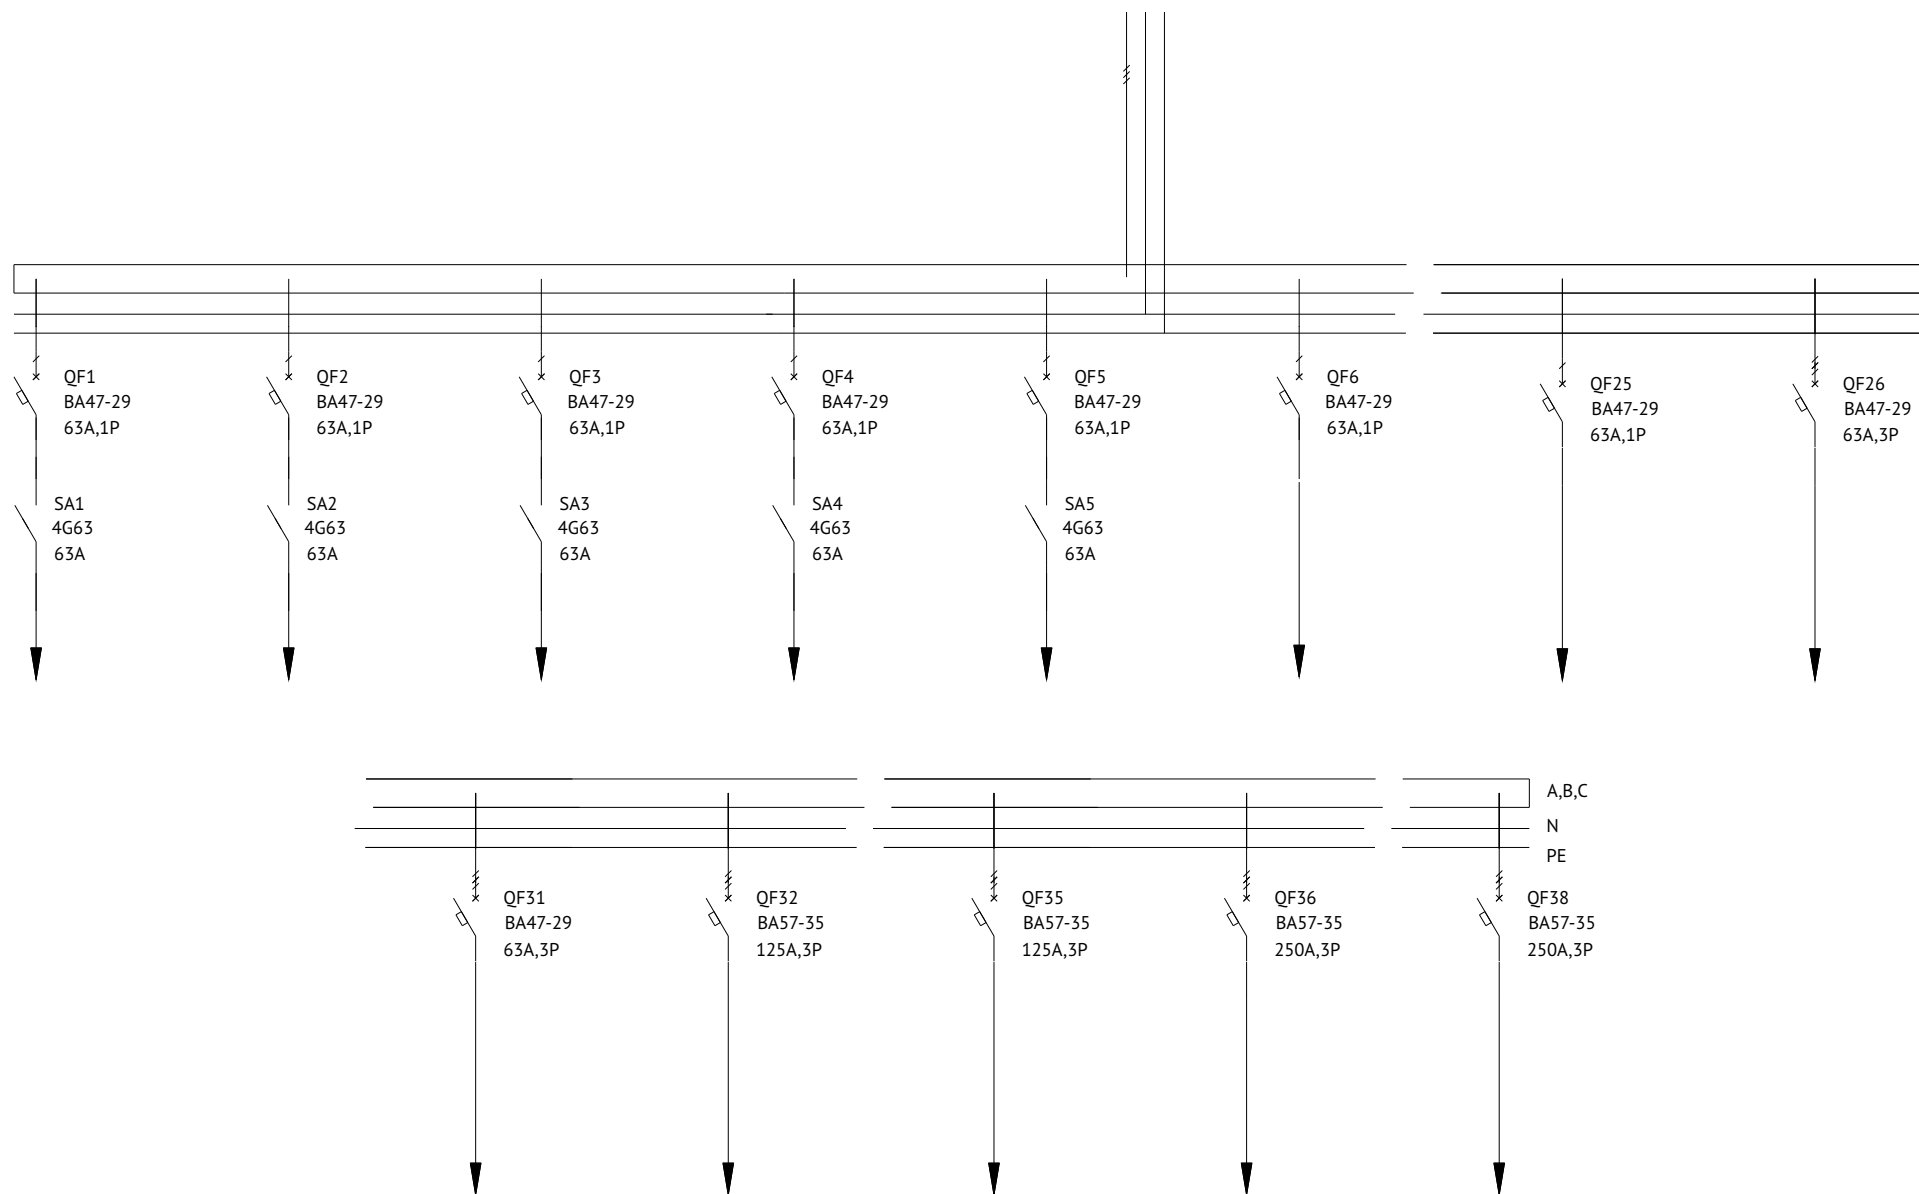 QF1
BA47-29
63A,1P
QF2
BA47-29
63A,1P
QF3
BA47-29
63A,1P
QF4
BA47-29
63A,1P
QF5
BA47-29
63A,1P
QF6
BA47-29
63A,1P
QF25
BA47-29
63A,1P
QF26
BA47-29
63A,3P
SA1
4G63
63A
SA2
4G63
63A
SA3
4G63
63A
SA4
4G63
63A
SA5
4G63
63A
A,B,C
N
PE
QF31
BA47-29
63A,3P
QF32
BA57-35
125A,3P
QF35
BA57-35
125A,3P
QF36
BA57-35
250A,3P
QF38
BA57-35
250A,3P